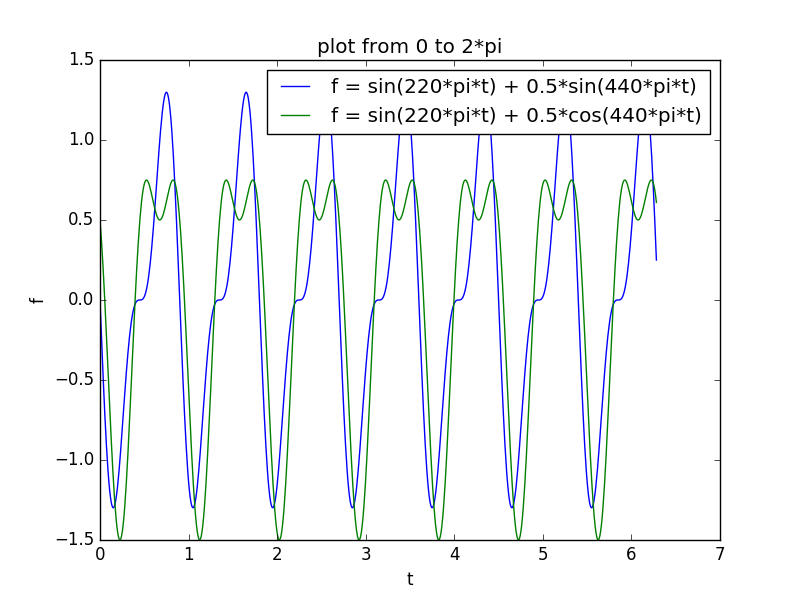 plot from 0 to 2*pi
f = sin(220*pi*t) + 0.5*sin(440*pi*t)
f = sin(220*pi*t) + 0.5*cos(440*pi*t)
1.5
1.0
0.5
0.0
−0.5
−1.0
−1.5
f
0 1 2 3 4 5 6 7
t